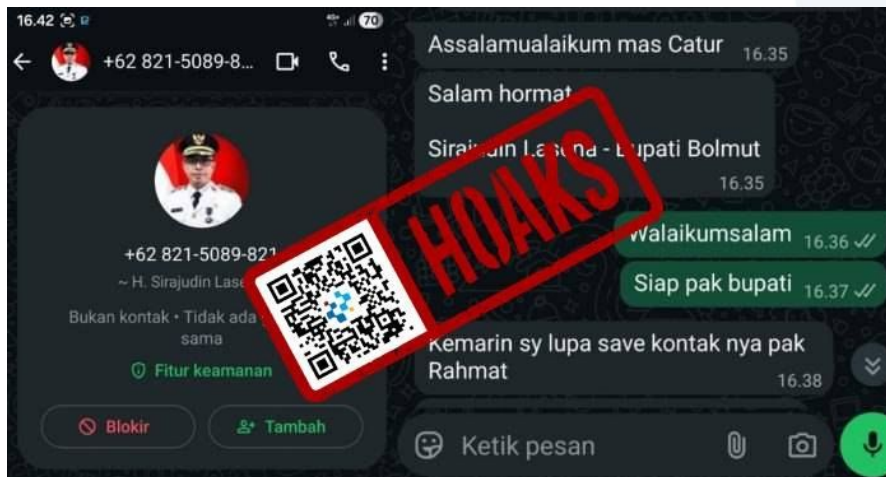 16.42
70
+62 821-5089-8...
+62 821-5089-821
~ H. Sirajudin Lase
Bukan kontak • Tidak ada
sama
Fitur keamanan
Blokir
Tambah
Assalamualaikum mas Catur 16.35
Salam hormat
Sirajudin Lasena - Bupati Bolmut
16.35
HOAKS
Walaikumsalam 16.36
Siap pak bupati 16.37
Kemarin sy lupa save kontak nya pak
Rahmat
16.38
Ketik pesan